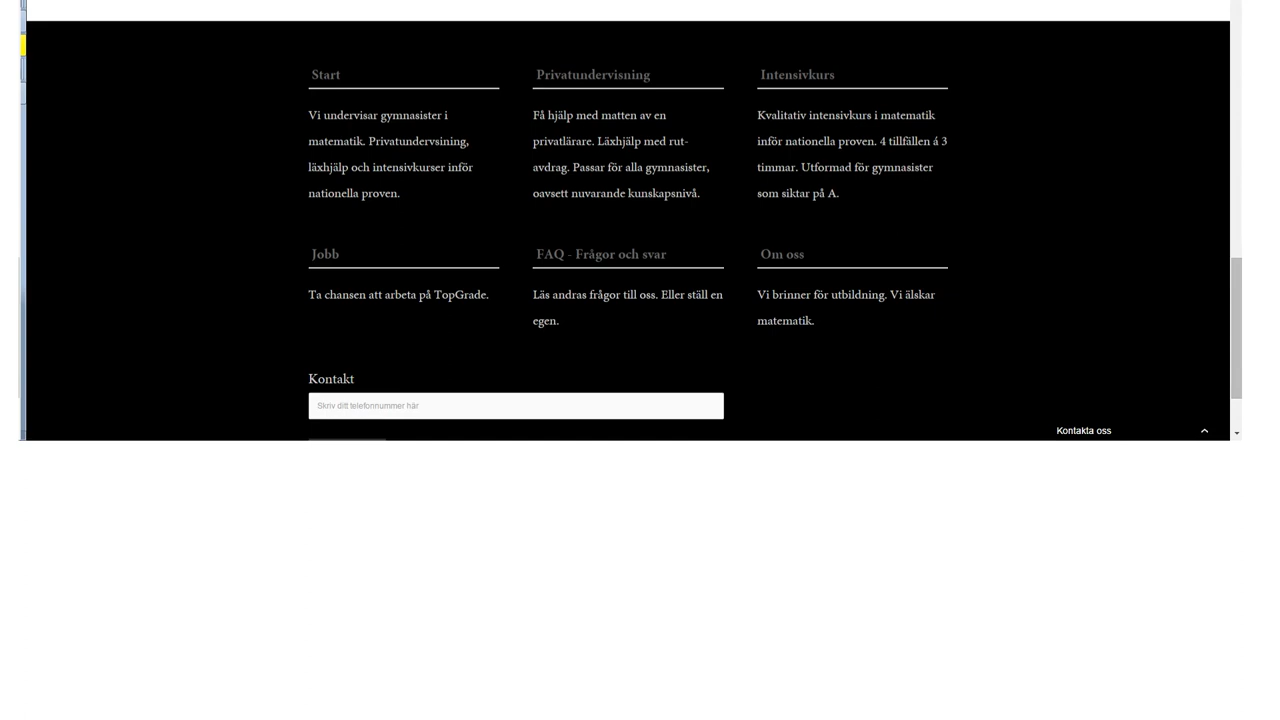 Start
Vi undervisar gymnasister i
matematik. Privatundervsining,
läxhjälp och intensivkurser inför
nationella proven.
Privatundervisning
Få hjälp med matten av en
privatlärare. Läxhjälp med rut-
avdrag. Passar för alla gymnasister,
oavsett nuvarande kunskapsnivå.
Intensivkurs
Kvalitativ intensivkurs i matematik
inför nationella proven. 4 tillfällen á 3
timmar. Utformad för gymnasister
som siktar på A.
Jobb
Ta chansen att arbeta på TopGrade.
FAQ - Frågor och svar
Läs andras frågor till oss. Eller ställ en
egen.
Om oss
Vi brinner för utbildning. Vi älskar
matematik.
Kontakt
Skriv ditt telefonnummer här
Kontakta oss